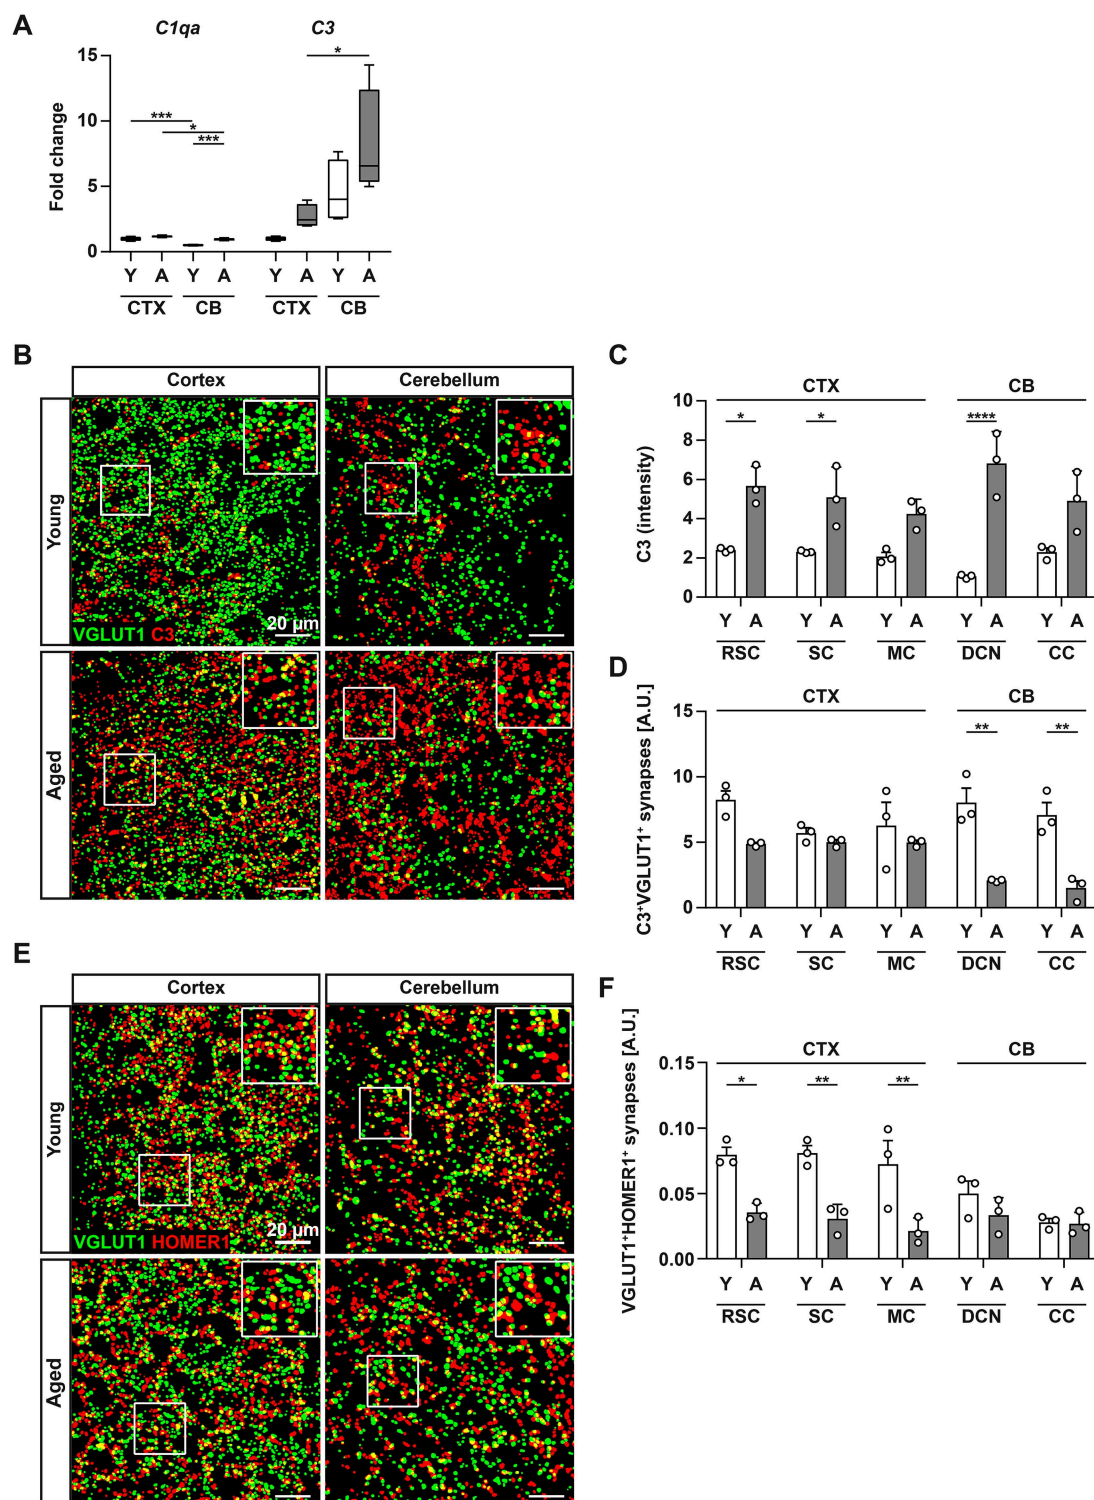 A
C1qa C3
Fold change
15
10
5
0
*** * *** *
Y A Y A Y A Y A
CTX CB CTX CB
B
Cortex Cerebellum
Young
VGLUT1 C3 20 µm
Aged
C
CTX CB
C3 (intensity)
10
8
6
4
2
0
* * ****
Y A Y A Y A Y A Y A
RSC SC MC DCN CC
D
CTX CB
C3⁺VGLUT1⁺ synapses [A.U.]
15
10
5
0
** **
Y A Y A Y A Y A Y A
RSC SC MC DCN CC
E
Cortex Cerebellum
Young
VGLUT1 HOMER1 20 µm
Aged
F
CTX CB
VGLUT1⁺HOMER1⁺ synapses [A.U.]
0.15
0.10
0.05
0.00
* ** **
Y A Y A Y A Y A Y A
RSC SC MC DCN CC